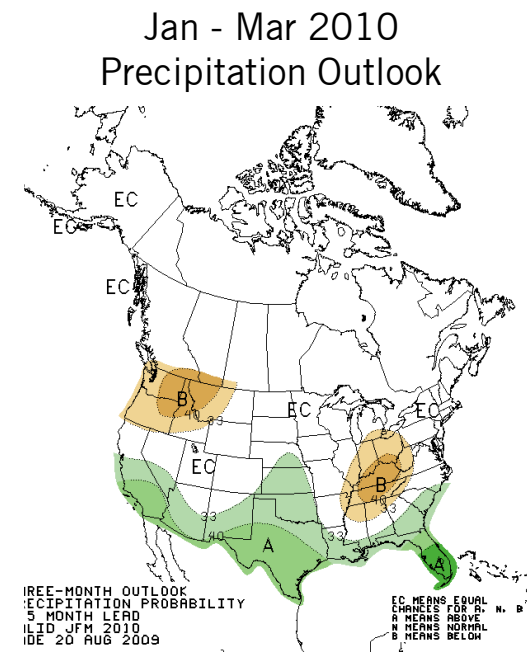 Jan - Mar 2010
Precipitation Outlook
EC
EC
EC
B
40
33
EC
EC
EC
B
40
33
33
40
33
A
A
REE-MONTH OUTLOOK
ECIPITATION PROBABILITY
5 MONTH LEAD
LID JFM 2010
DE 20 AUG 2009
EC MEANS EQUAL
CHANCES FOR A, N, B
A MEANS ABOVE
N MEANS NORMAL
B MEANS BELOW